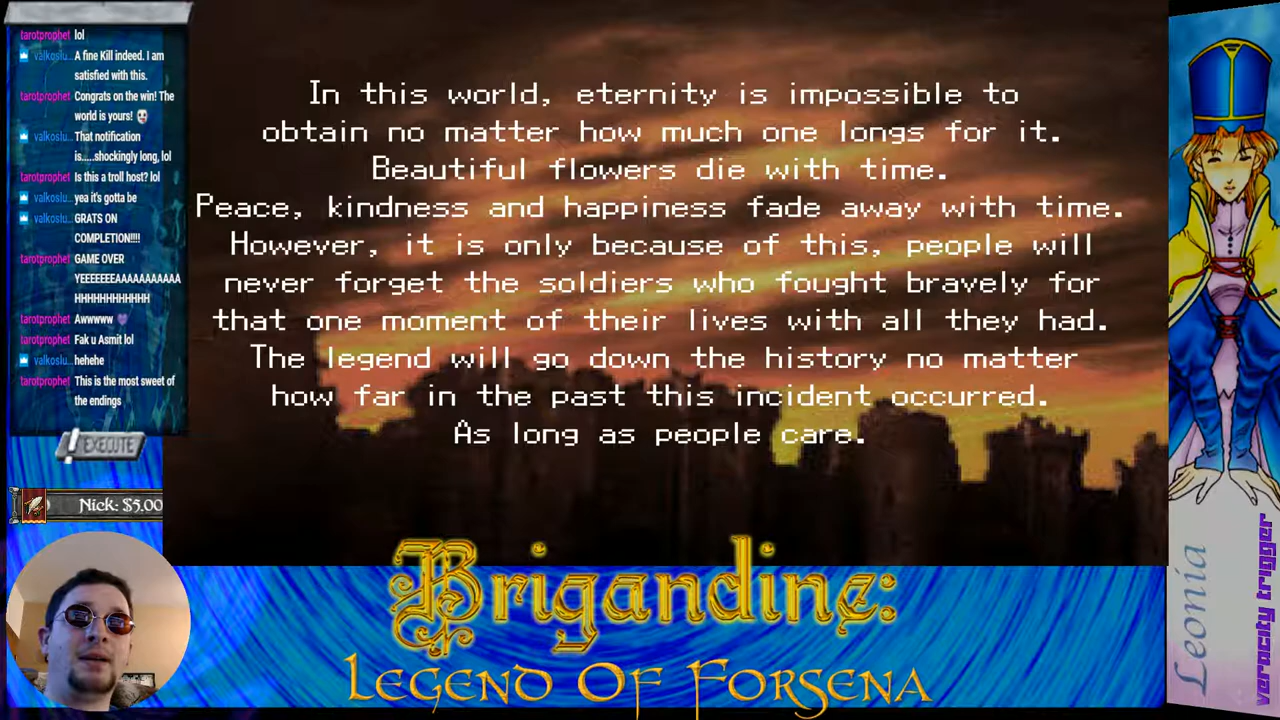 tarotprophet lol
valkoslu... A fine Kill indeed. I am
satisfied with this.
tarotprophet Congrats on the win! The
world is yours!
valkoslu... That notification
is.....shockingly long, lol
tarotprophet Is this a troll host? lol
valkoslu... yea it's gotta be
valkoslu... GRATS ON
COMPLETION!!!!
tarotprophet GAME OVER
YEEEEEEAAAAAAAAAA
HHHHHHHHHHHH
tarotprophet Awwwww
tarotprophet Fak u Asmit lol
valkoslu... hehehe
tarotprophet This is the most sweet of
the endings
! EXECUTE
Nick: $5.00
In this world, eternity is impossible to
obtain no matter how much one longs for it.
Beautiful flowers die with time.
Peace, kindness and happiness fade away with time.
However, it is only because of this, people will
never forget the soldiers who fought bravely for
that one moment of their lives with all they had.
The legend will go down the history no matter
how far in the past this incident occurred.
As long as people care.
Brigandine:
Legend Of Forsena
Leonia
veracity trigger